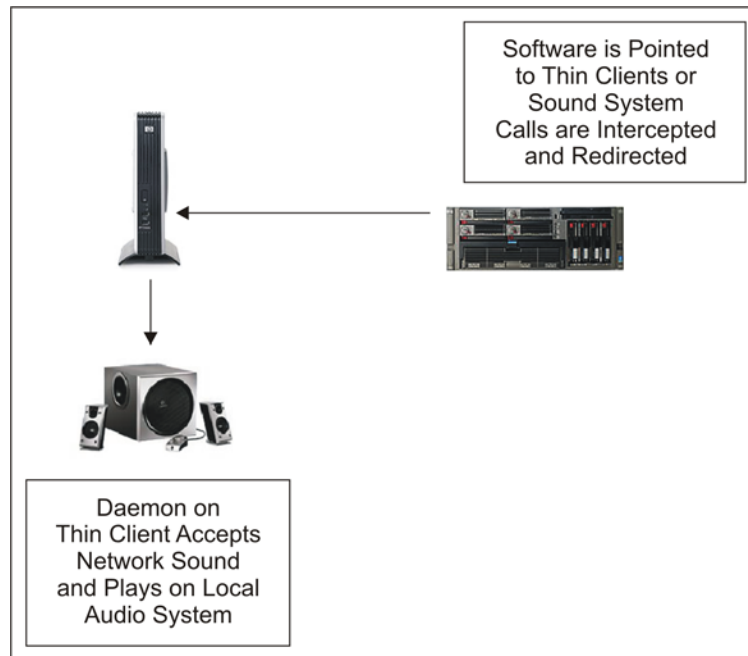 Software is Pointed
to Thin Clients or
Sound System
Calls are Intercepted
and Redirected
hp
Daemon on
Thin Client Accepts
Network Sound
and Plays on Local
Audio System